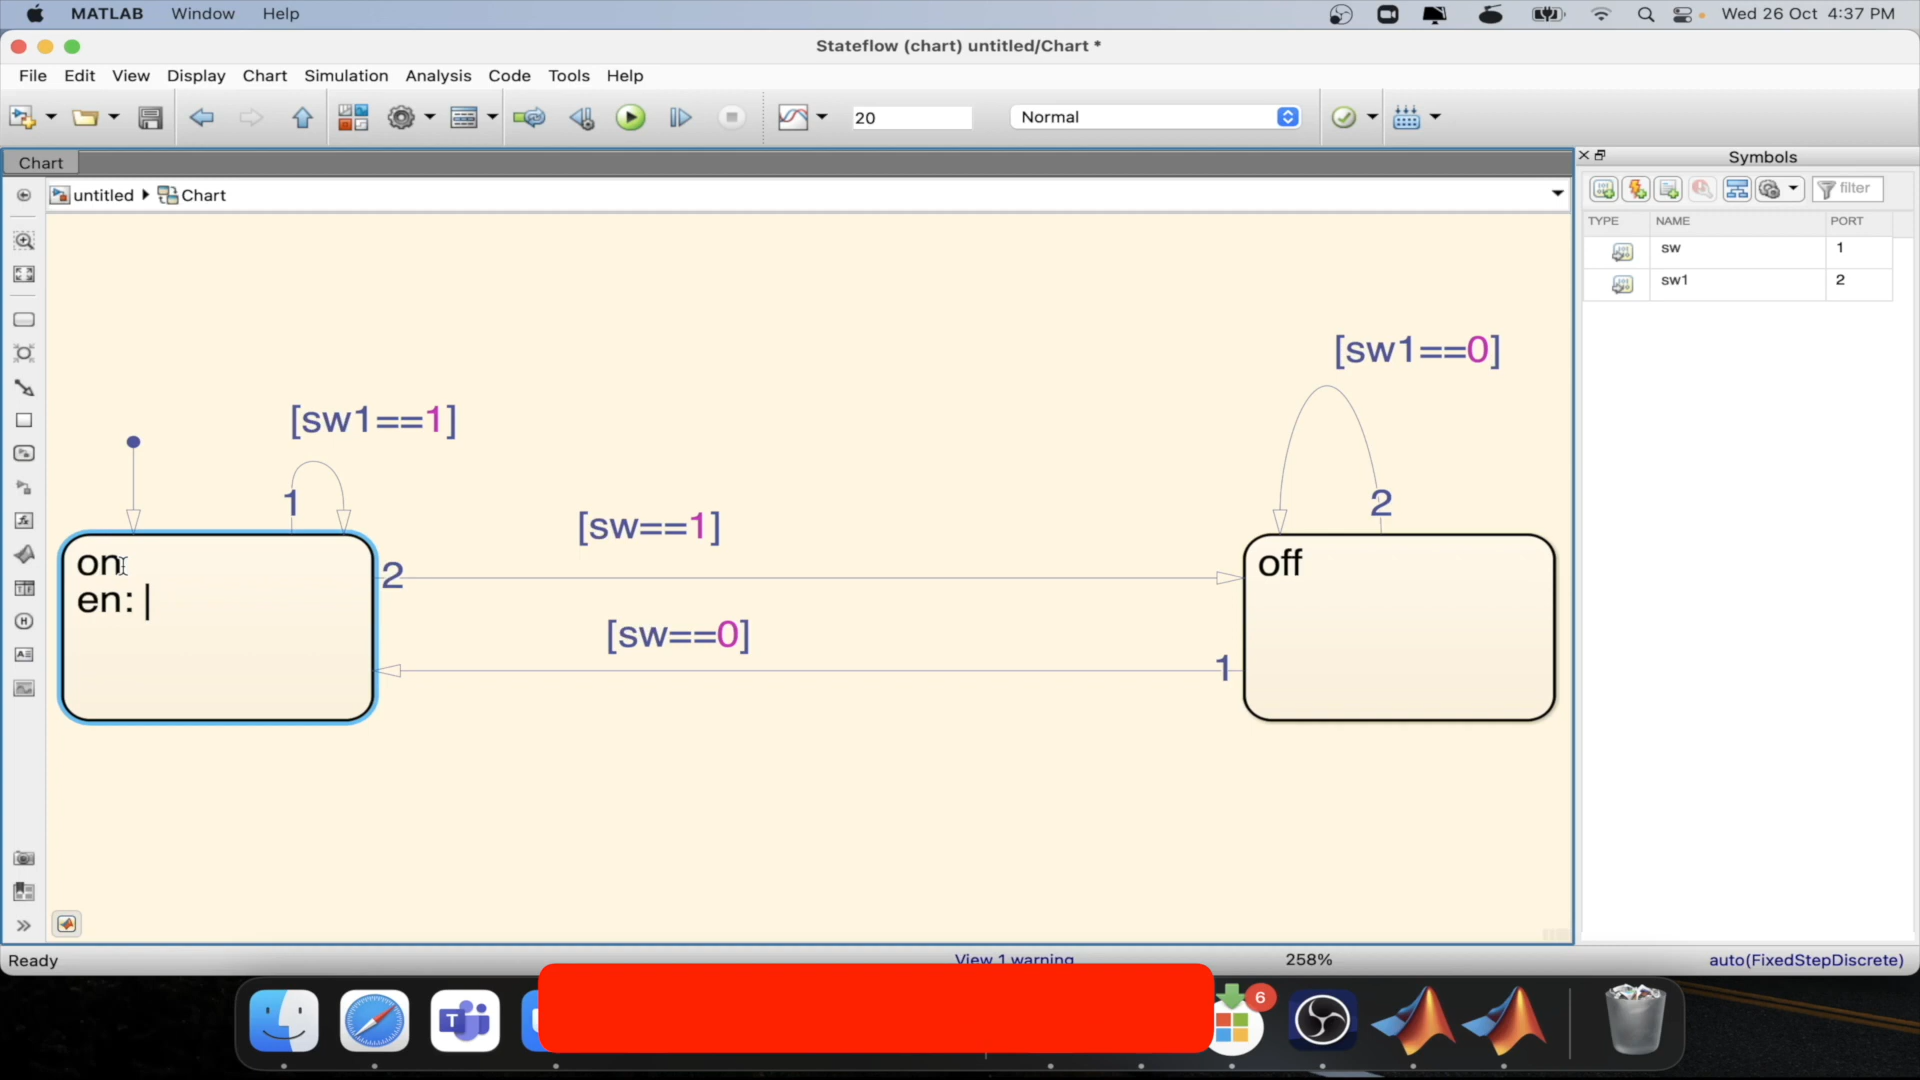 MATLAB Window Help
Wed 26 Oct 4:37 PM
Stateflow (chart) untitled/Chart *
File Edit View Display Chart Simulation Analysis Code Tools Help
20
Normal
Chart
untitled
Chart
Symbols
filter
TYPE NAME PORT
sw 1
sw1 2
[sw1==0]
[sw1==1]
1
2
[sw==1]
on
en:
2
off
[sw==0]
1
Ready
View 1 warning
258%
auto(FixedStepDiscrete)
6